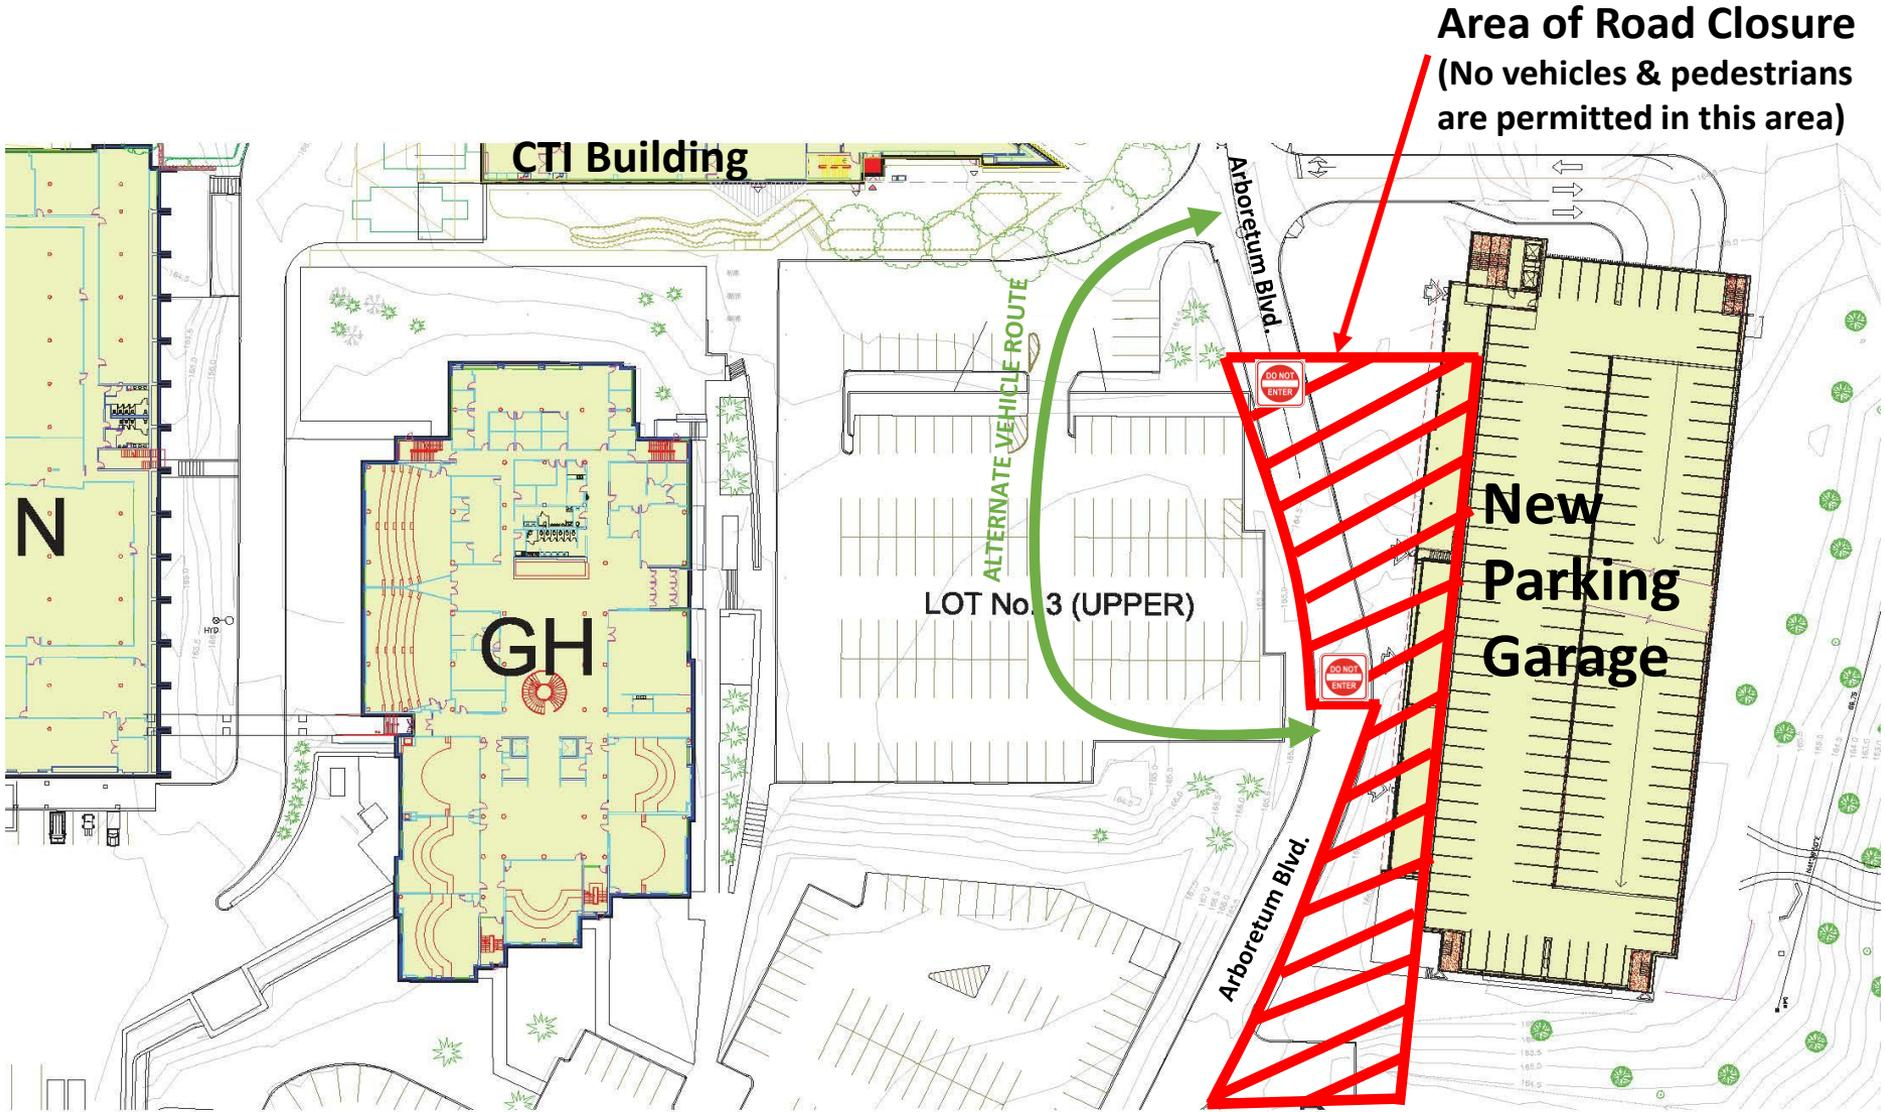 Area of Road Closure
(No vehicles & pedestrians
are permitted in this area)
CTI Building
Arboretum Blvd.
ALTERNATE VEHICLE ROUTE
DO NOT
ENTER
N
New
Parking
Garage
LOT No. 3 (UPPER)
GH
HYD
DO NOT
ENTER
Arboretum Blvd.